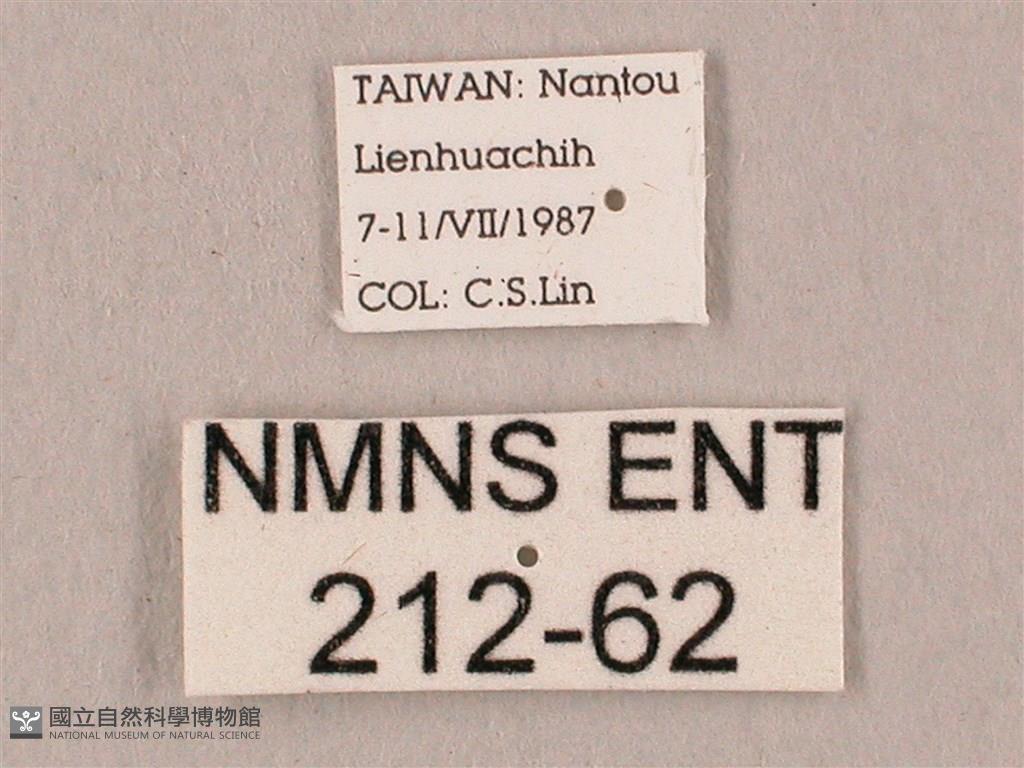 TAIWAN: Nantou
Lienhuachih
7-11/VII/1987
COL: C.S.Lin
NMNS ENT
212-62
國立自然科學博物館
NATIONAL MUSEUM OF NATURAL SCIENCE